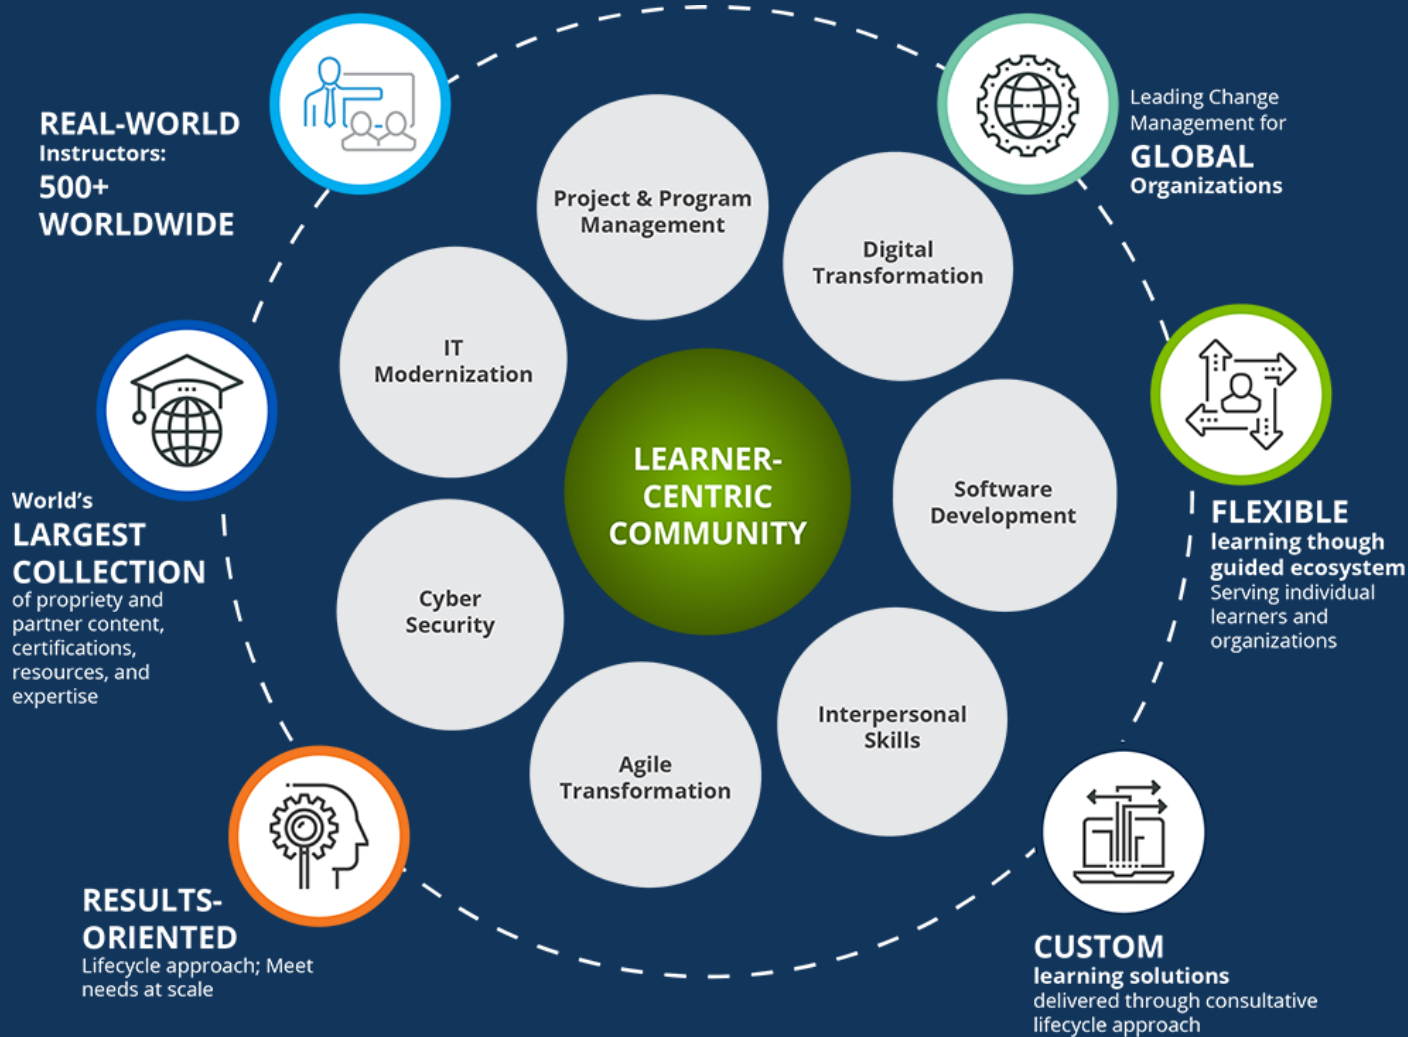 REAL-WORLD
Instructors:
500+
WORLDWIDE
Leading Change
Management for
GLOBAL
Organizations
Project & Program
Management
Digital
Transformation
IT
Modernization
LEARNER-
CENTRIC
COMMUNITY
Software
Development
World's
LARGEST
COLLECTION
of propriety and
partner content,
certifications,
resources, and
expertise
FLEXIBLE
learning though
guided ecosystem
Serving individual
learners and
organizations
Cyber
Security
Interpersonal
Skills
Agile
Transformation
RESULTS-
ORIENTED
Lifecycle approach; Meet
needs at scale
CUSTOM
learning solutions
delivered through consultative
lifecycle approach